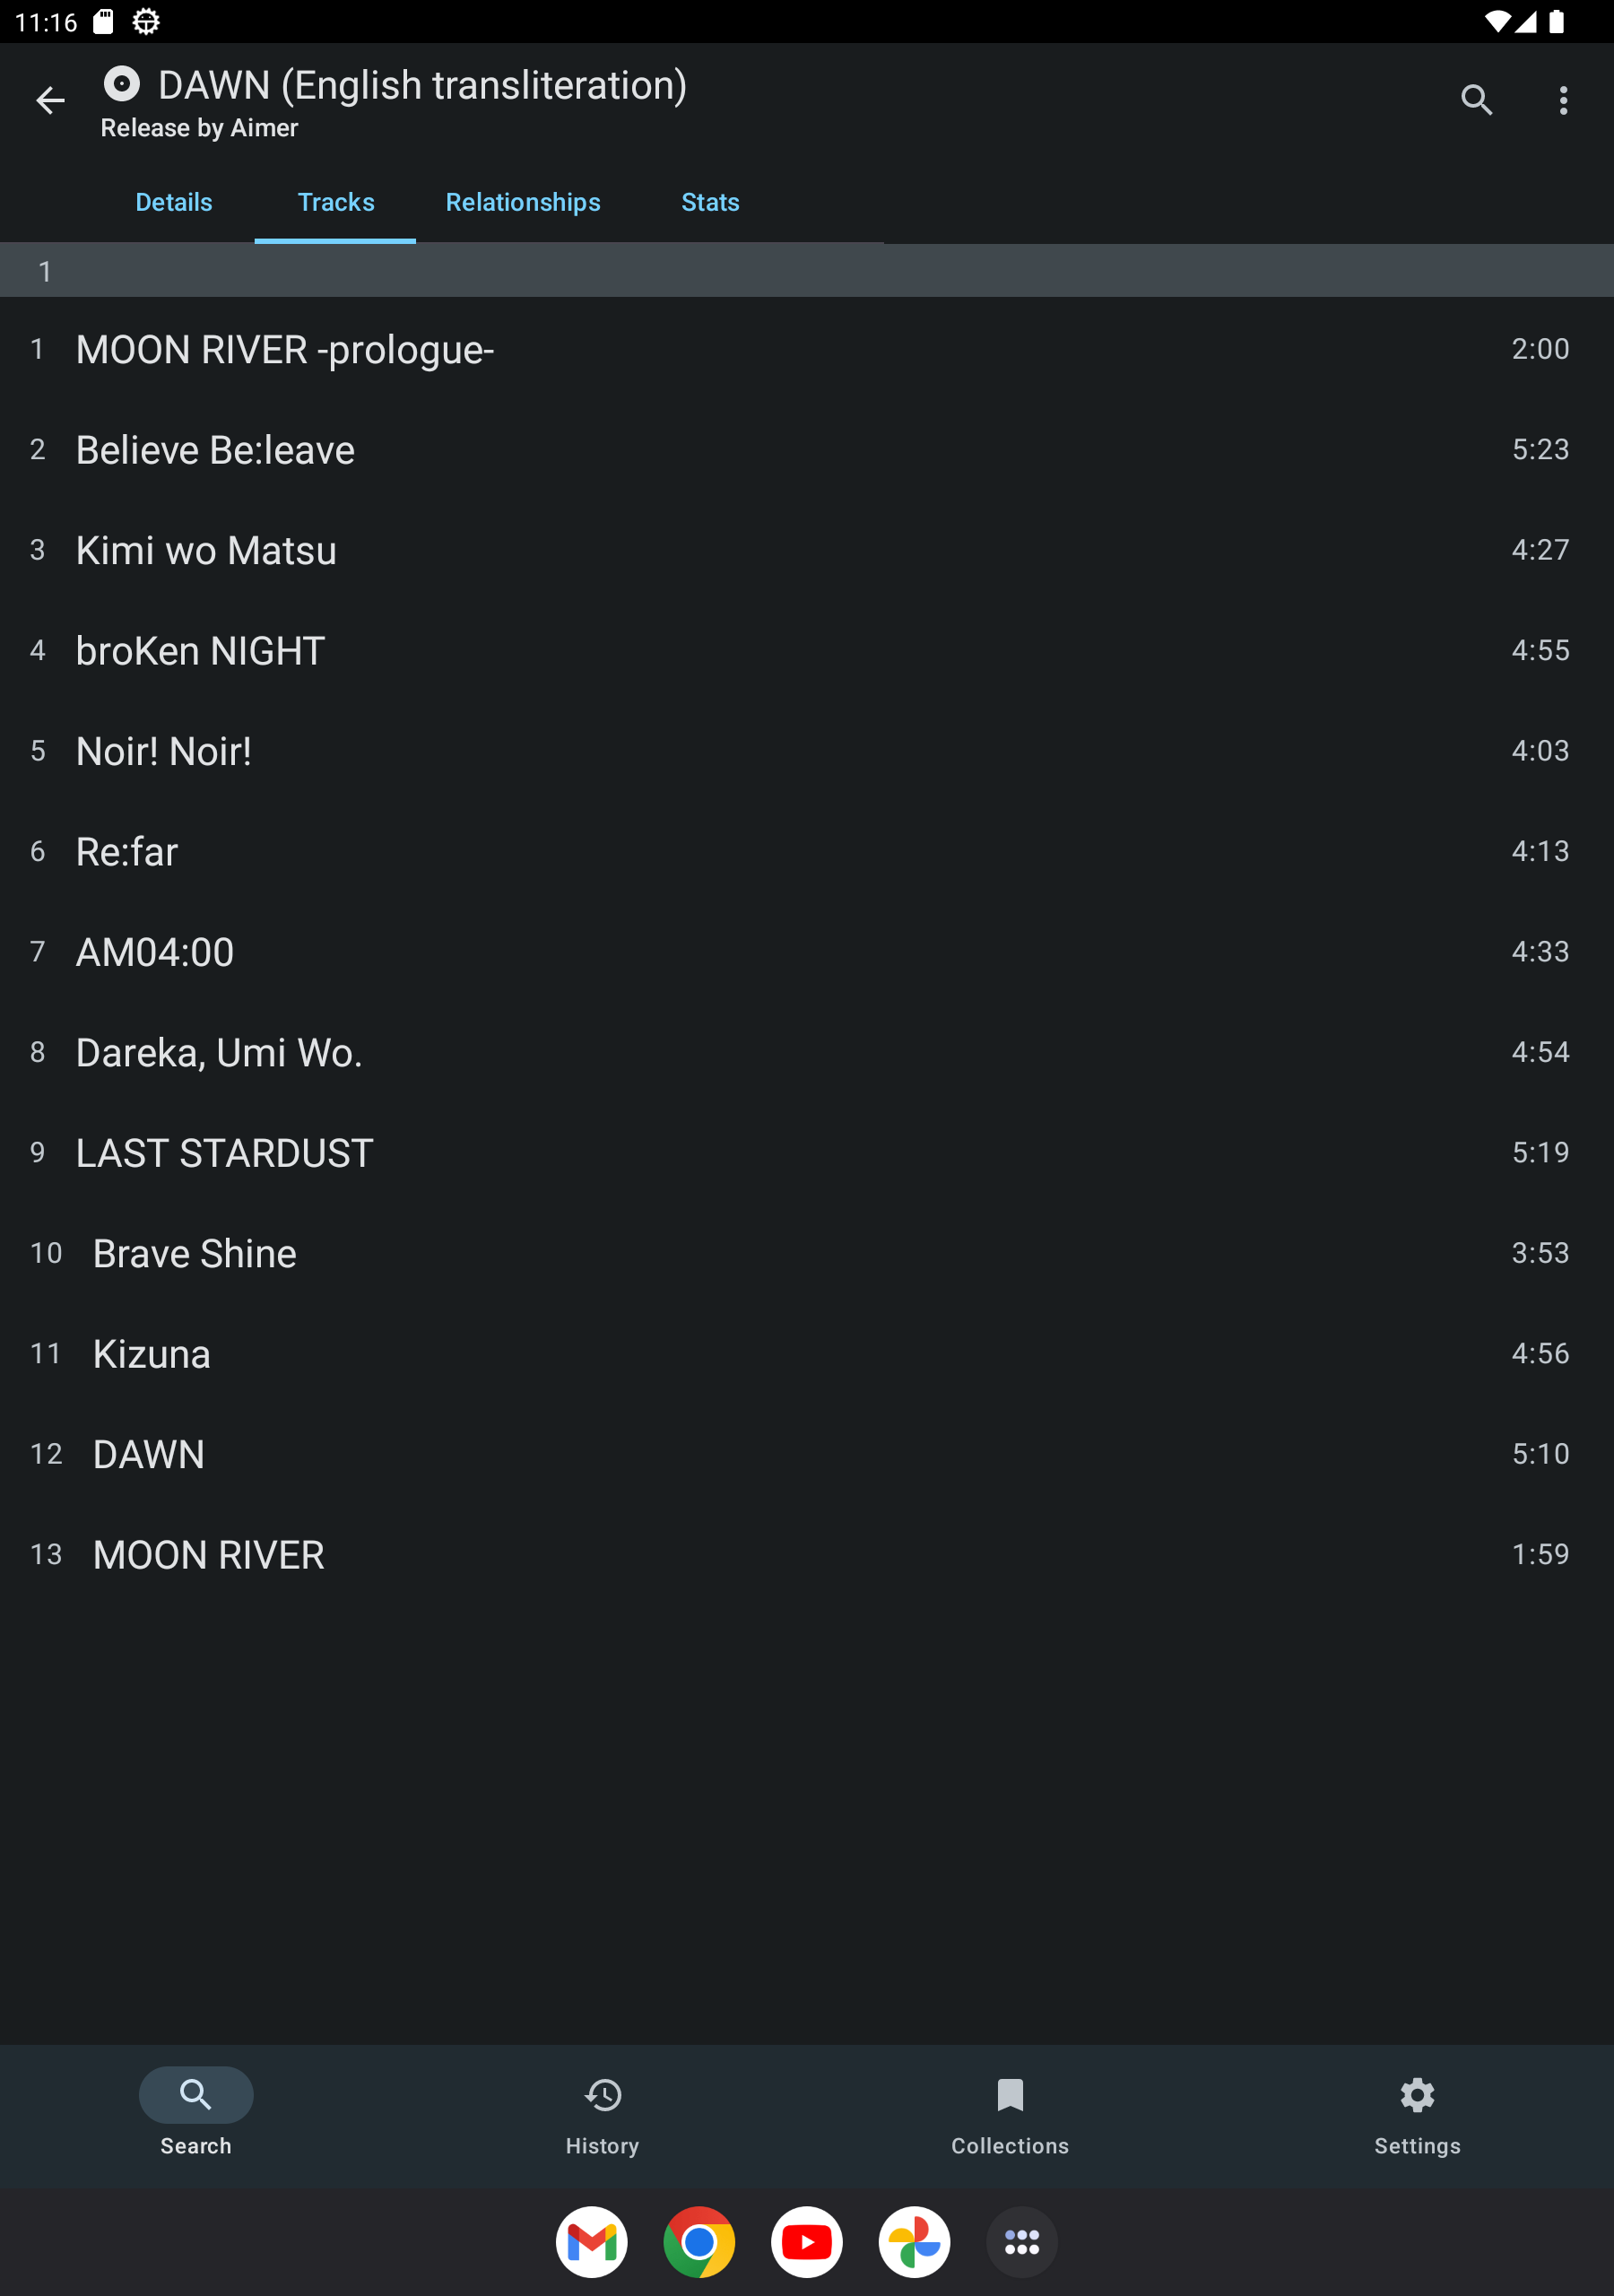 11:16
DAWN (English transliteration)
Release by Aimer
Details Tracks Relationships Stats
1
1 MOON RIVER -prologue- 2:00
2 Believe Be:leave 5:23
3 Kimi wo Matsu 4:27
4 broKen NIGHT 4:55
5 Noir! Noir! 4:03
6 Re:far 4:13
7 AM04:00 4:33
8 Dareka, Umi Wo. 4:54
9 LAST STARDUST 5:19
10 Brave Shine 3:53
11 Kizuna 4:56
12 DAWN 5:10
13 MOON RIVER 1:59
Search History Collections Settings